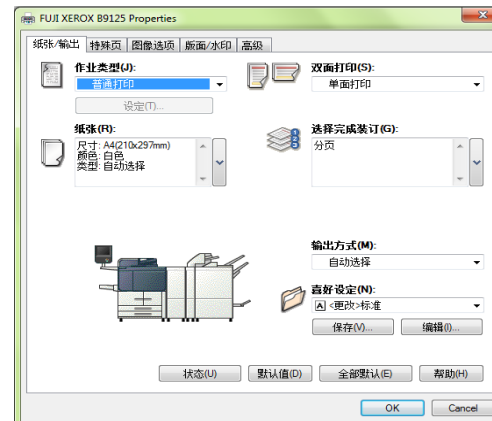 FUJI XEROX B9125 Properties
纸张/输出 特殊页 图像选项 版面/水印 高级
作业类型(J):
普通打印
设定(T)...
双面打印(S):
单面打印
纸张(R):
尺寸: A4(210x297mm)
颜色: 白色
类型: 自动选择
选择完成装订(G):
分页
1
2
3
输出方式(M):
自动选择
喜好设定(N):
A <更改>标准
保存(V)... 编辑(I)...
状态(U) 默认值(D) 全部默认(E) 帮助(H)
OK Cancel